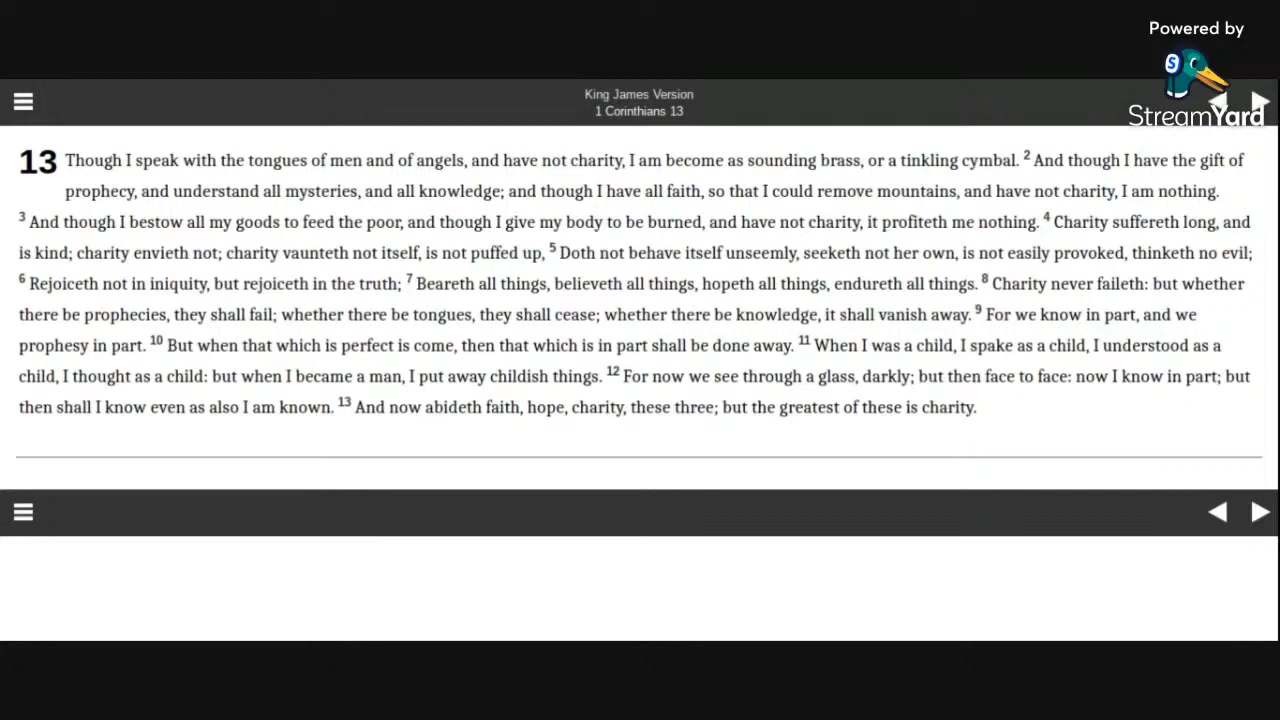 Powered by
StreamYard
King James Version
1 Corinthians 13
13 Though I speak with the tongues of men and of angels, and have not charity, I am become as sounding brass, or a tinkling cymbal. 2 And though I have the gift of
prophecy, and understand all mysteries, and all knowledge; and though I have all faith, so that I could remove mountains, and have not charity, I am nothing.
3 And though I bestow all my goods to feed the poor, and though I give my body to be burned, and have not charity, it profiteth me nothing. 4 Charity suffereth long, and
is kind; charity envieth not; charity vaunteth not itself, is not puffed up, 5 Doth not behave itself unseemly, seeketh not her own, is not easily provoked, thinketh no evil;
6 Rejoiceth not in iniquity, but rejoiceth in the truth; 7 Beareth all things, believeth all things, hopeth all things, endureth all things. 8 Charity never faileth: but whether
there be prophecies, they shall fail; whether there be tongues, they shall cease; whether there be knowledge, it shall vanish away. 9 For we know in part, and we
prophesy in part. 10 But when that which is perfect is come, then that which is in part shall be done away. 11 When I was a child, I spake as a child, I understood as a
child, I thought as a child: but when I became a man, I put away childish things. 12 For now we see through a glass, darkly; but then face to face: now I know in part; but
then shall I know even as also I am known. 13 And now abideth faith, hope, charity, these three; but the greatest of these is charity.